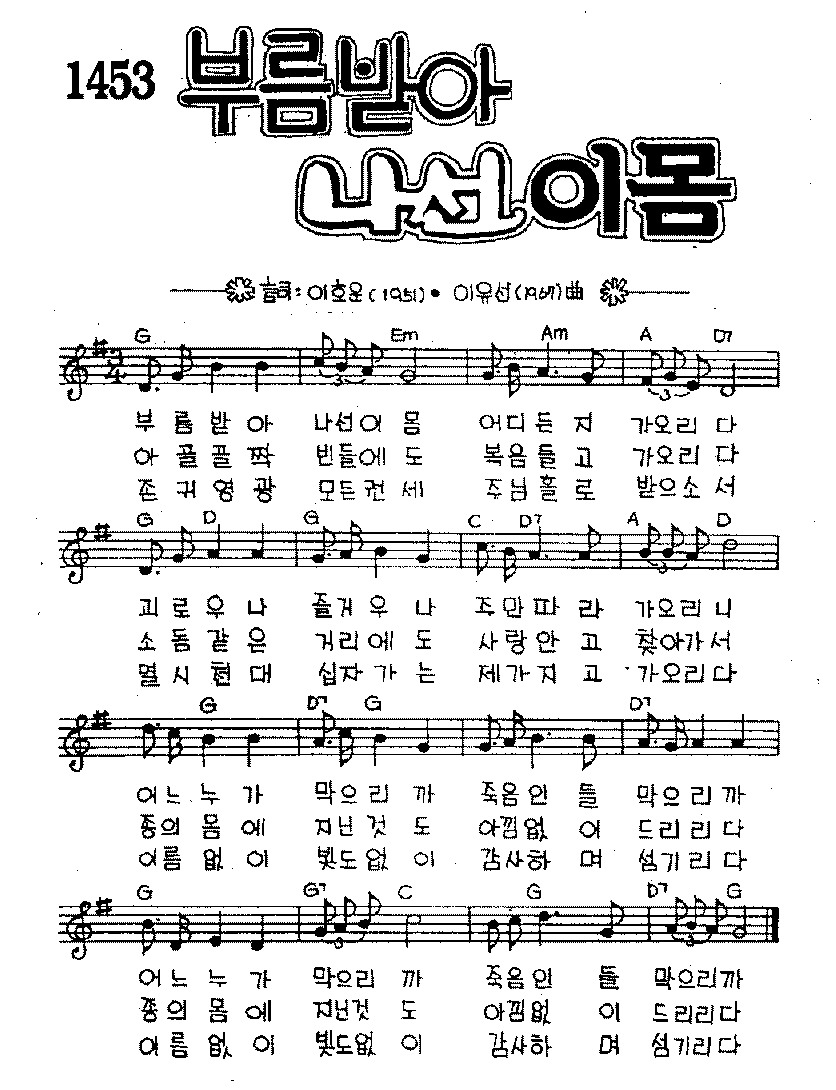 1453 부름받아
나선이몸
늘려: 이호운(1951)• 이유선(1967)曲
G Em Am A D7
부 름 받 아 나선이 몸 어디 든 지 가오리 다
아 골 골 짝 빈들에 도 복음 들 고 가오리 다
존 귀 영 광 모든권 세 주님 홀 로 받으소 서
G D G C D7 A D
괴 로 우 나 즐거우 나 주만 따 라 가오리 니
소 돔 같 은 거리에 도 사랑 안 고 찾아가 서
멸 시 천 대 십자가 는 제가 지 고 가오리 다
G D7 G D7
어 느 누 가 막으리 까 죽음인 들 막으리까
종의 몸 에 지닌것 도 아낌없 이 드리리다
이름 없 이 빛도없 이 감사하 며 섬기리다
G G7 C G D7 G
어 느 누 가 막으리 까 죽음인 들 막으리까
종의 몸 에 지닌것 도 아낌없 이 드리리다
이름 없 이 빛도없 이 감사하 며 섬기리다